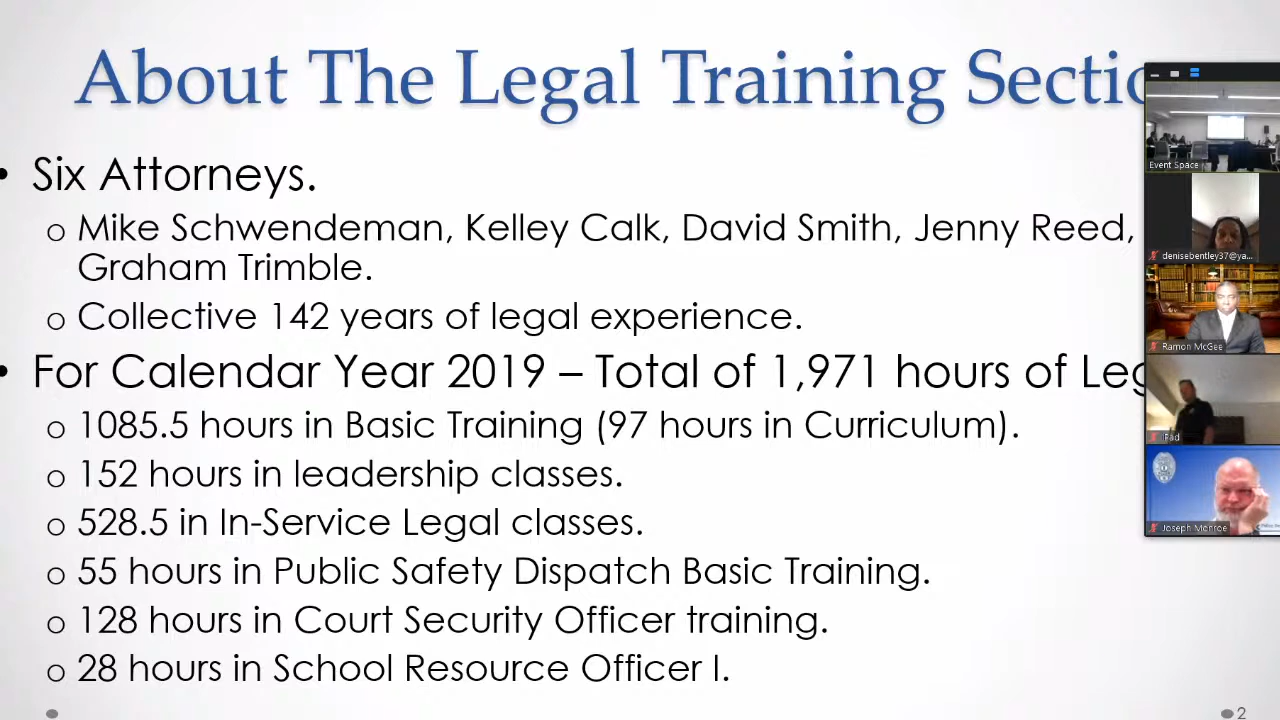 About The Legal Training Sectio
• Six Attorneys.
o Mike Schwendeman, Kelley Calk, David Smith, Jenny Reed,
Graham Trimble.
o Collective 142 years of legal experience.
• For Calendar Year 2019 – Total of 1,971 hours of Leg
o 1085.5 hours in Basic Training (97 hours in Curriculum).
o 152 hours in leadership classes.
o 528.5 in In-Service Legal classes.
o 55 hours in Public Safety Dispatch Basic Training.
o 128 hours in Court Security Officer training.
o 28 hours in School Resource Officer I.
2
Event Space
denisebentley37@ya...
Ramon McGee
iPad
Joseph Monroe